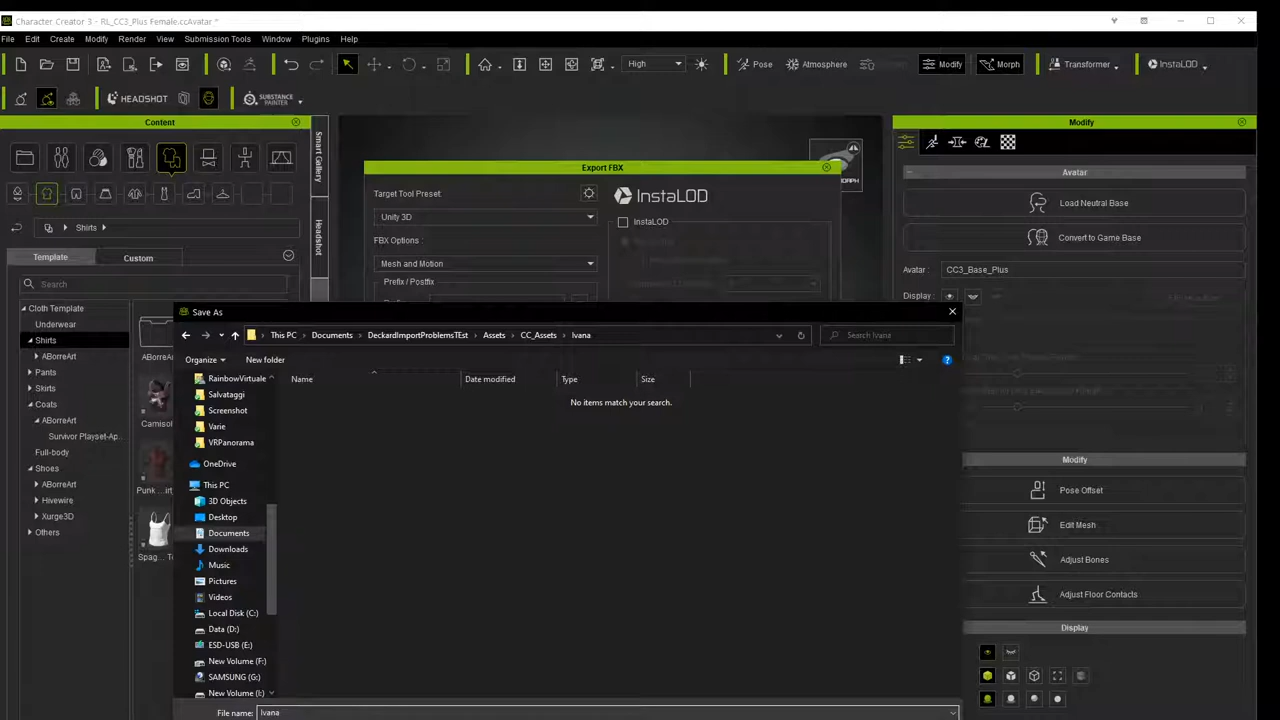 Character Creator 3 - RL_CC3_Plus Female.ccAvatar *
File Edit Create Modify Render View Submission Tools Window Plugins Help
High
Pose
Atmosphere
Modify
Morph
Transformer
InstaLOD
HEADSHOT
SUBSTANCE PAINTER
Content
Smart Gallery
Headshot
Shirts
Template
Custom
Search
Cloth Template
Underwear
Shirts
ABorreArt
Pants
Skirts
Coats
ABorreArt
Survivor Playset-Ap...
Full-body
Shoes
ABorreArt
Hivewire
Xurge3D
Others
Export FBX
Target Tool Preset:
Unity 3D
FBX Options :
Mesh and Motion
Prefix / Postfix
InstaLOD
InstaLOD
Save As
This PC Documents DeckardImportProblemsTEst Assets CC_Assets Ivana
Search Ivana
Organize
New folder
Name
Date modified
Type
Size
No items match your search.
RainbowVirtuale
Salvataggi
Screenshot
Varie
VRPanorama
OneDrive
This PC
3D Objects
Desktop
Documents
Downloads
Music
Pictures
Videos
Local Disk (C:)
Data (D:)
ESD-USB (E:)
New Volume (F:)
SAMSUNG (G:)
New Volume (I:)
File name:
Ivana
Modify
Avatar
Load Neutral Base
Convert to Game Base
Avatar :
CC3_Base_Plus
Display :
Modify
Pose Offset
Edit Mesh
Adjust Bones
Adjust Floor Contacts
Display